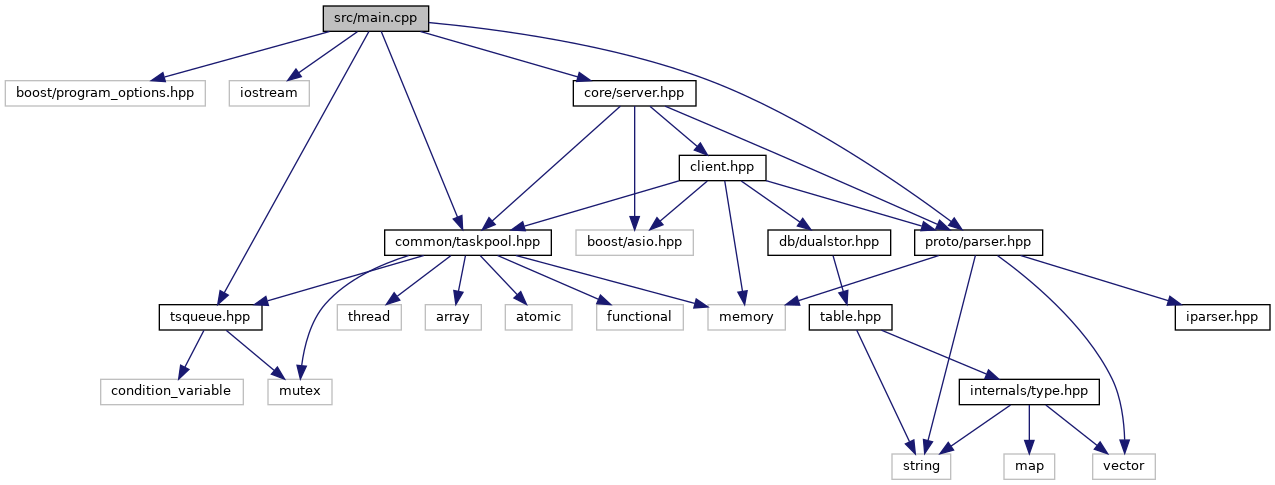 src/main.cpp
boost/program_options.hpp
iostream
core/server.hpp
client.hpp
common/taskpool.hpp
boost/asio.hpp
db/dualstor.hpp
proto/parser.hpp
tsqueue.hpp
thread
array
atomic
functional
memory
table.hpp
iparser.hpp
condition_variable
mutex
internals/type.hpp
string
map
vector